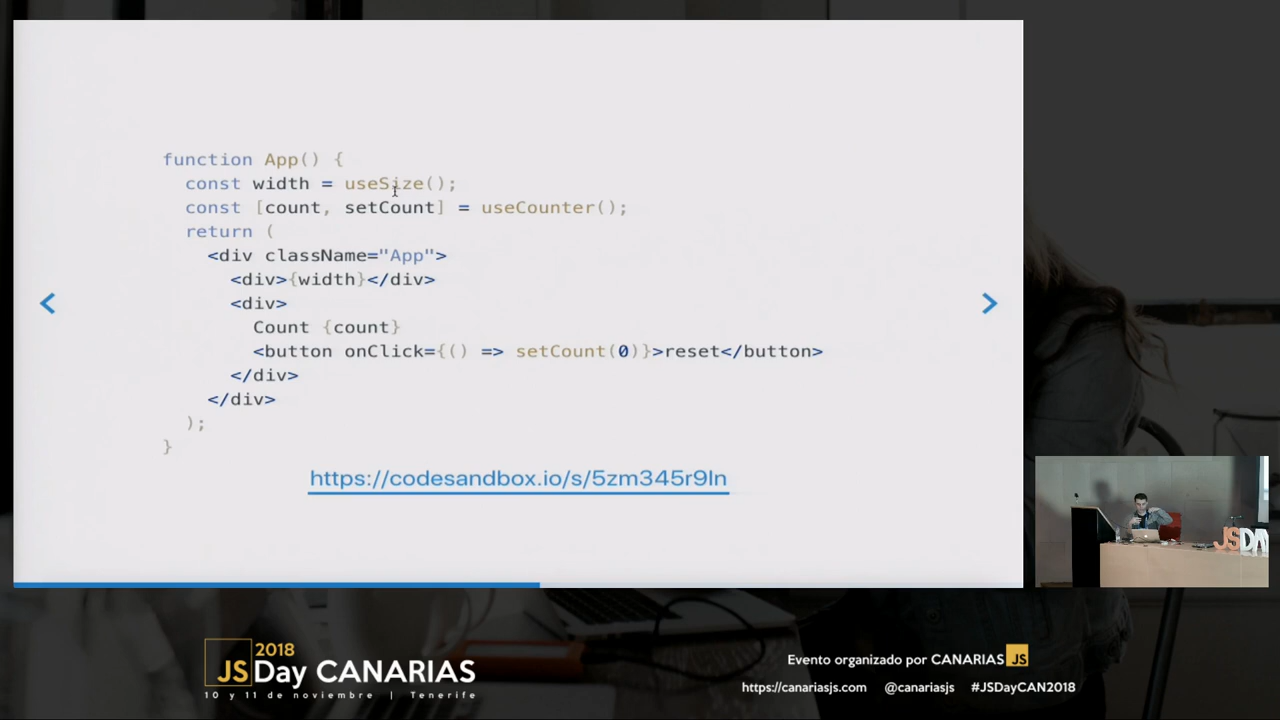 function App() {
const width = useSize();
const [count, setCount] = useCounter();
return (
<div className="App">
<div>{width}</div>
<div>
Count {count}
<button onClick={() => setCount(0)}>reset</button>
</div>
</div>
);
}
https://codesandbox.io/s/5zm345r9ln
JSDAY
2018
JSDay CANARIAS
10 y 11 de noviembre | Tenerife
Evento organizado por CANARIAS JS
https://canariasjs.com @canariasjs #JSDayCAN2018